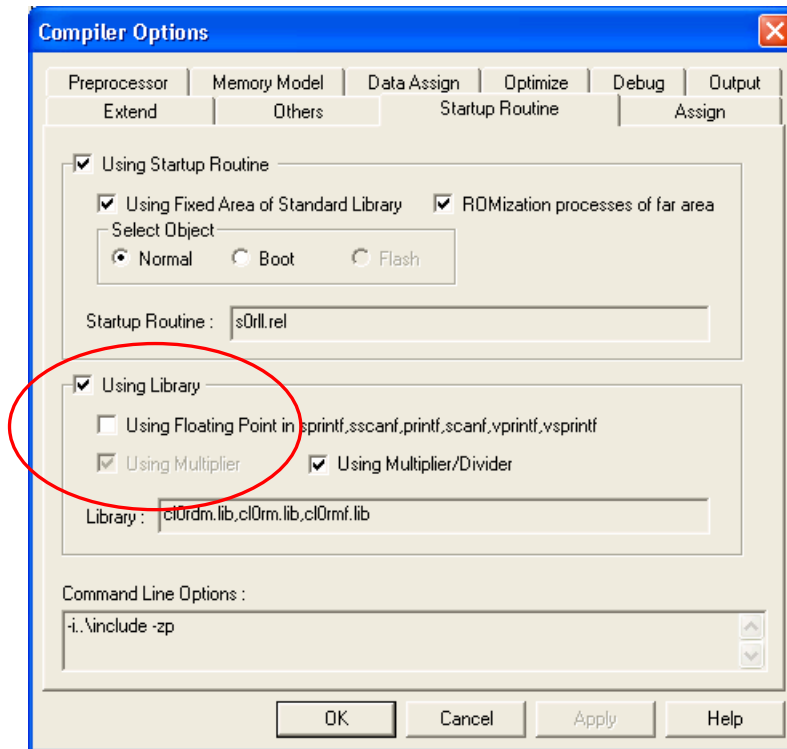 Compiler Options
Preprocessor Memory Model Data Assign Optimize Debug Output
Extend Others Startup Routine Assign
Using Startup Routine
Using Fixed Area of Standard Library ROMization processes of far area
Select Object
Normal Boot Flash
Startup Routine : s0rll.rel
Using Library
Using Floating Point in sprintf,sscanf,printf,scanf,vprintf,vsprintf
Using Multiplier Using Multiplier/Divider
Library : cl0rdm.lib,cl0rm.lib,cl0rmf.lib
Command Line Options :
-i..\include -zp
OK Cancel Apply Help